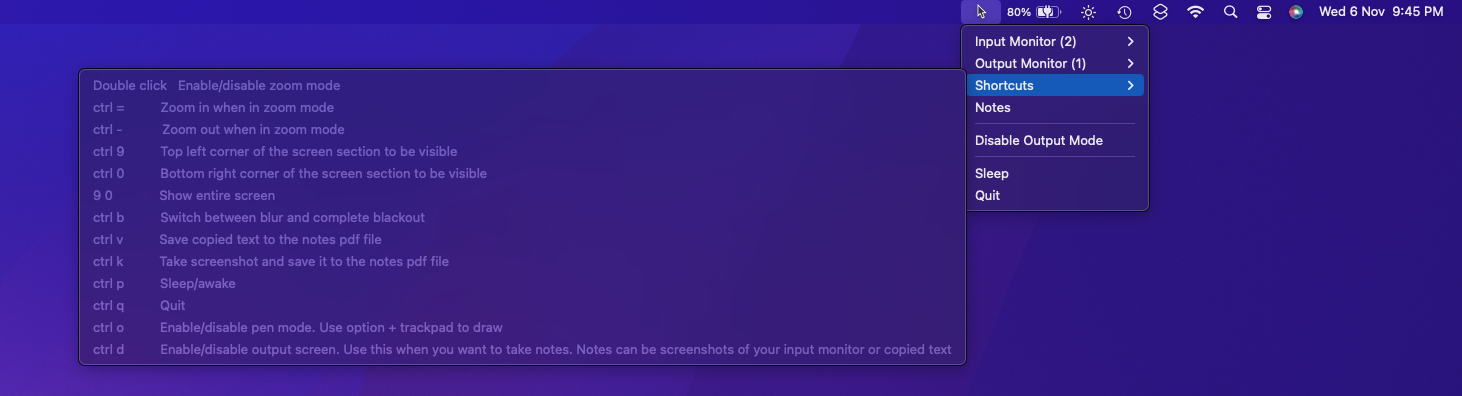 80% Wed 6 Nov 9:45 PM
Input Monitor (2)
Output Monitor (1)
Shortcuts
Notes
Disable Output Mode
Sleep
Quit
Double click Enable/disable zoom mode
ctrl = Zoom in when in zoom mode
ctrl - Zoom out when in zoom mode
ctrl 9 Top left corner of the screen section to be visible
ctrl 0 Bottom right corner of the screen section to be visible
9 0 Show entire screen
ctrl b Switch between blur and complete blackout
ctrl v Save copied text to the notes pdf file
ctrl k Take screenshot and save it to the notes pdf file
ctrl p Sleep/awake
ctrl q Quit
ctrl o Enable/disable pen mode. Use option + trackpad to draw
ctrl d Enable/disable output screen. Use this when you want to take notes. Notes can be screenshots of your input monitor or copied text